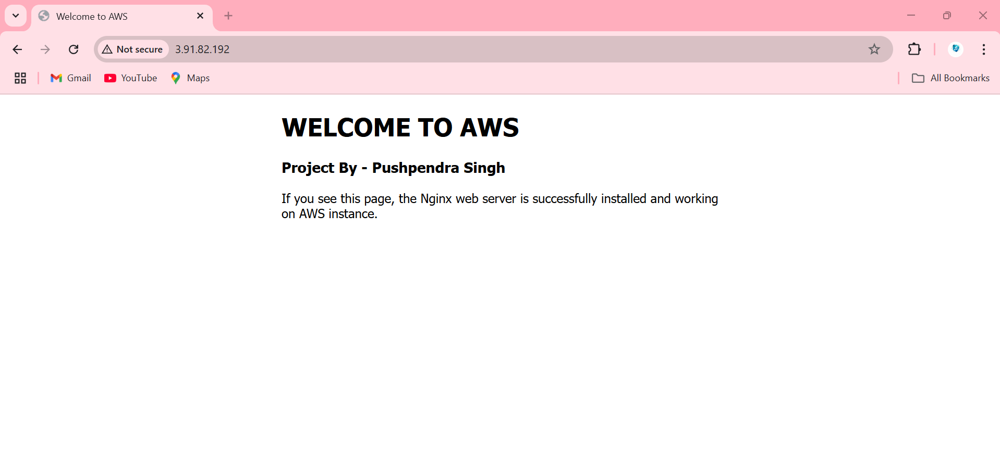 Welcome to AWS
Not secure
3.91.82.192
Gmail
YouTube
Maps
All Bookmarks
WELCOME TO AWS
Project By - Pushpendra Singh
If you see this page, the Nginx web server is successfully installed and working
on AWS instance.